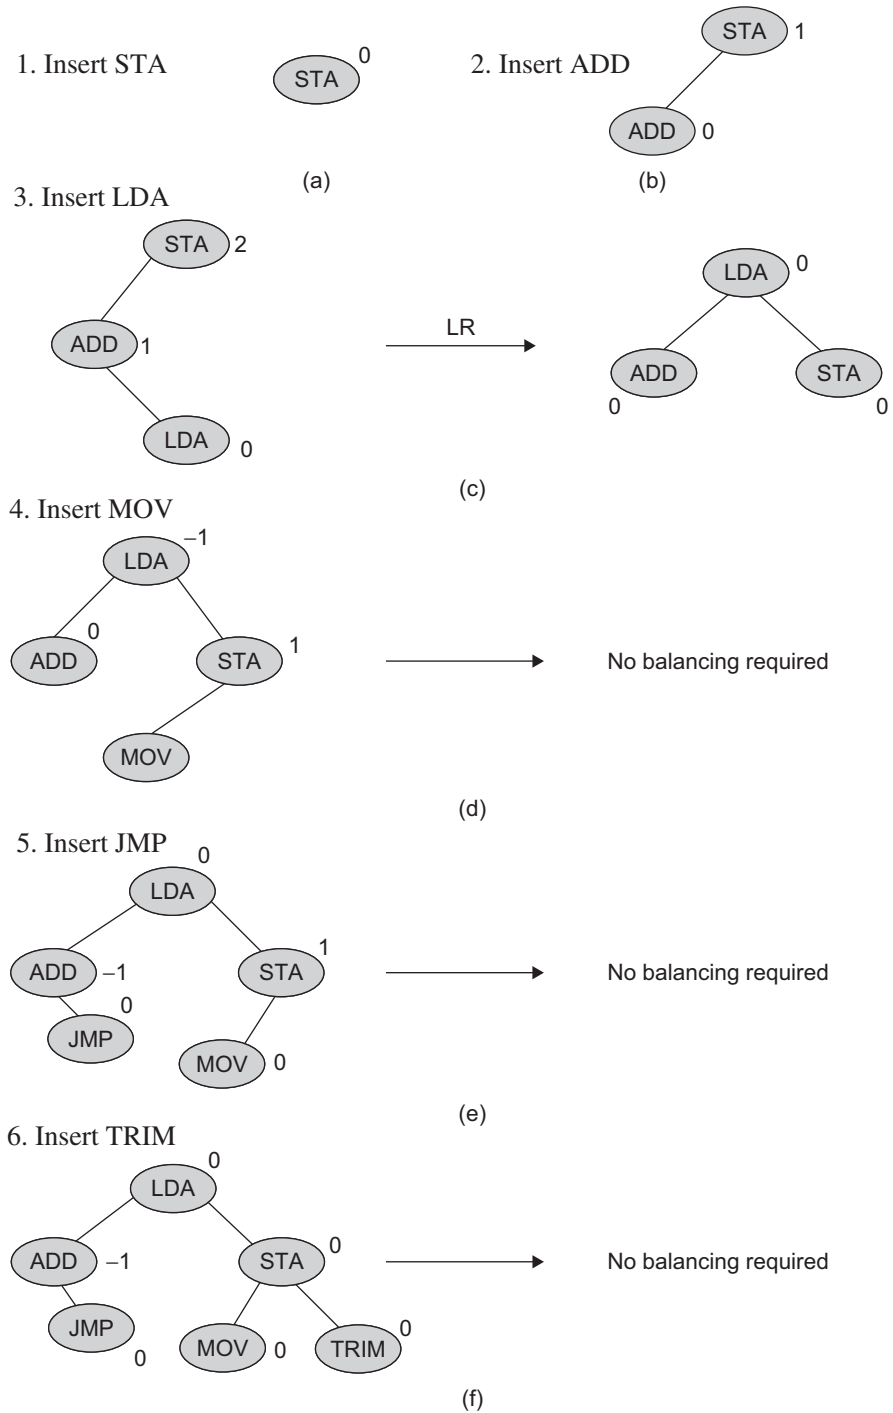 1. Insert STA
STA
0
(a)
2. Insert ADD
STA
1
ADD
0
(b)
3. Insert LDA
STA
2
ADD
1
LDA
0
LR
LDA
0
ADD
0
STA
0
(c)
4. Insert MOV
LDA
–1
ADD
0
STA
1
MOV
No balancing required
(d)
5. Insert JMP
LDA
0
ADD
–1
STA
1
JMP
0
MOV
0
No balancing required
(e)
6. Insert TRIM
LDA
0
ADD
–1
STA
0
JMP
0
MOV
0
TRIM
0
No balancing required
(f)